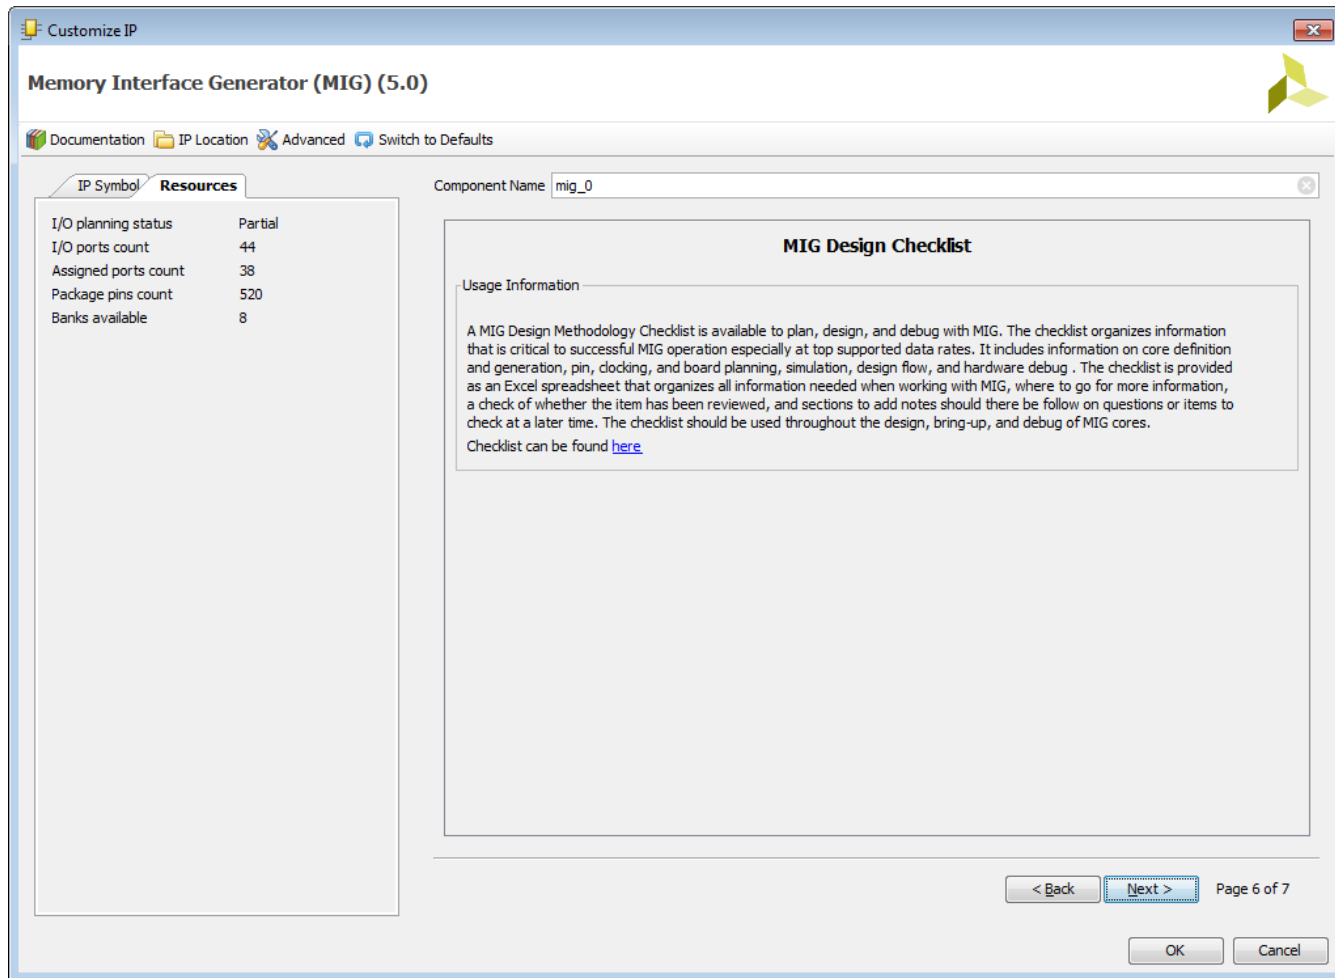 Customize IP
Memory Interface Generator (MIG) (5.0)
Documentation IP Location Advanced Switch to Defaults
IP Symbol Resources
I/O planning status Partial
I/O ports count 44
Assigned ports count 38
Package pins count 520
Banks available 8
Component Name mig_0
MIG Design Checklist
Usage Information
A MIG Design Methodology Checklist is available to plan, design, and debug with MIG. The checklist organizes information
that is critical to successful MIG operation especially at top supported data rates. It includes information on core definition
and generation, pin, clocking, and board planning, simulation, design flow, and hardware debug . The checklist is provided
as an Excel spreadsheet that organizes all information needed when working with MIG, where to go for more information,
a check of whether the item has been reviewed, and sections to add notes should there be follow on questions or items to
check at a later time. The checklist should be used throughout the design, bring-up, and debug of MIG cores.
Checklist can be found here
< Back Next > Page 6 of 7
OK Cancel